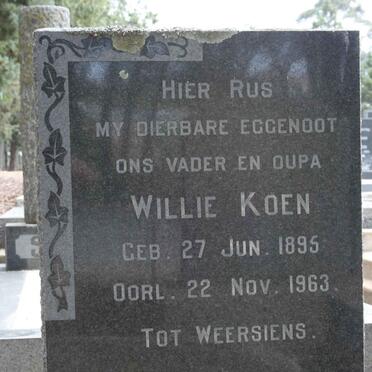 HIER RUS
MY DIERBARE EGGENOOT
ONS VADER EN OUPA
WILLIE KOEN
GEB. 27 JUN. 1895
OORL. 22 NOV. 1963.
TOT WEERSIENS.